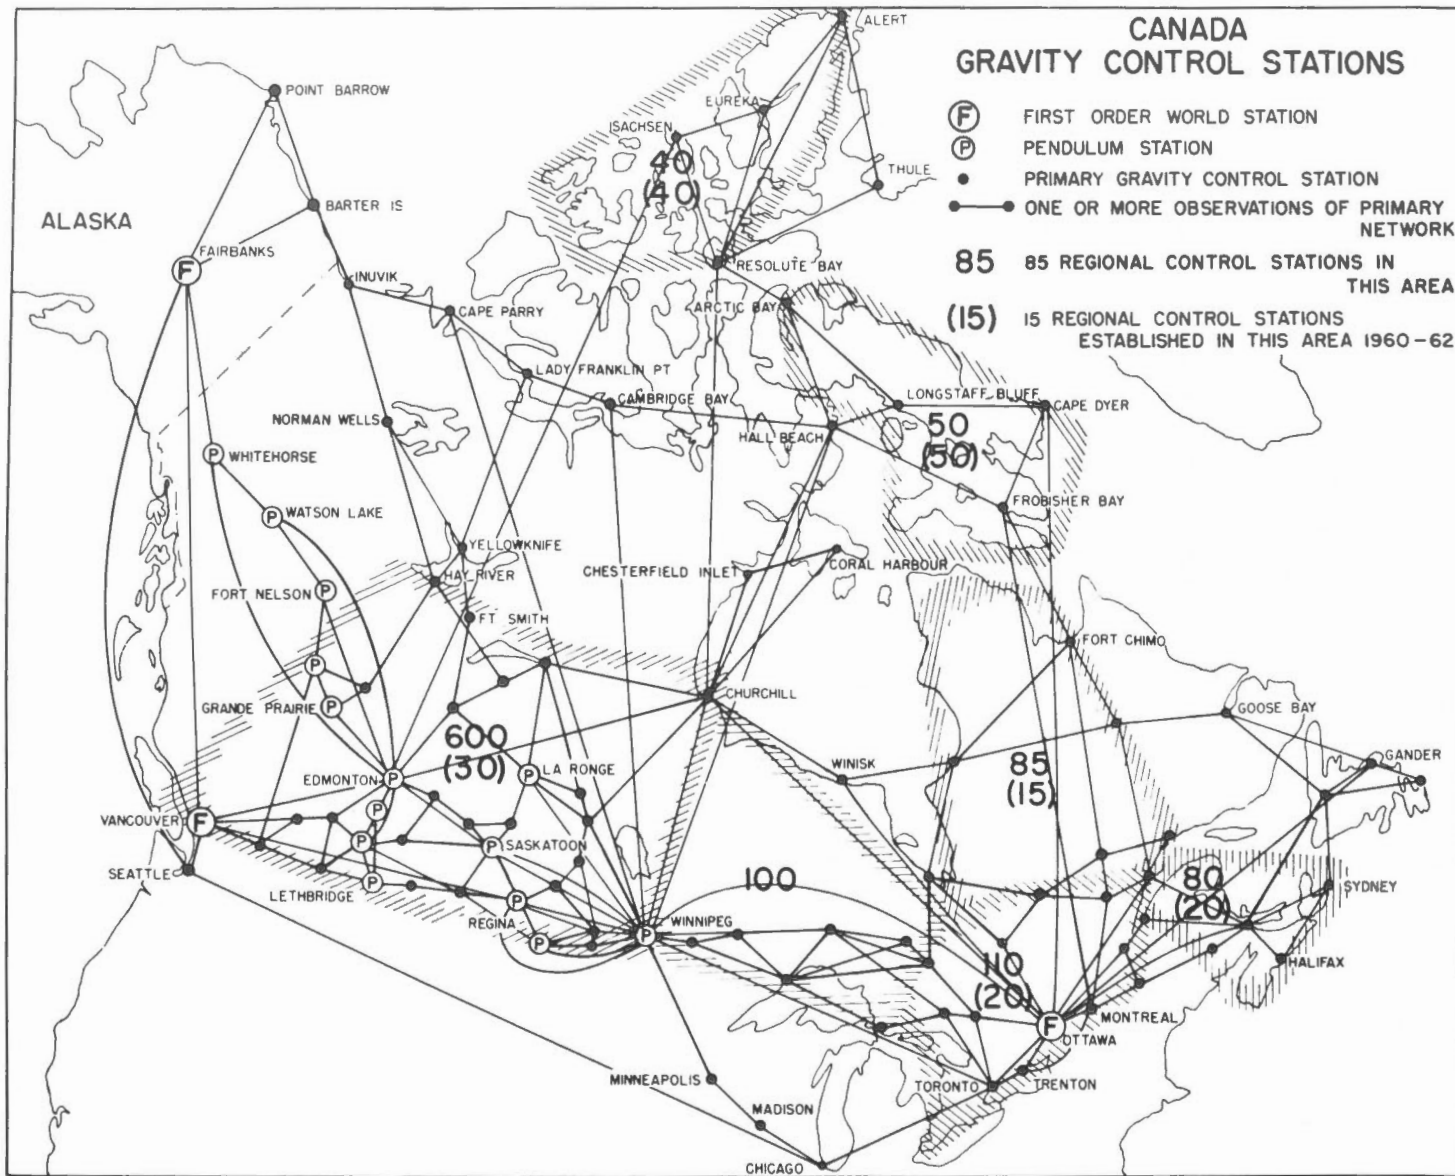 CANADA
GRAVITY CONTROL STATIONS
F FIRST ORDER WORLD STATION
P PENDULUM STATION
PRIMARY GRAVITY CONTROL STATION
ONE OR MORE OBSERVATIONS OF PRIMARY
NETWORK
85 85 REGIONAL CONTROL STATIONS IN
THIS AREA
(15) 15 REGIONAL CONTROL STATIONS
ESTABLISHED IN THIS AREA 1960-62
ALERT
POINT BARROW
EUREKA
ISACHSEN
40
(40)
THULE
BARTER IS
ALASKA
FAIRBANKS
F
RESOLUTE BAY
INUVIK
ARCTIC BAY
CAPE PARRY
LADY FRANKLIN PT
CAMBRIDGE BAY
LONGSTAFF BLUFF
CAPE DYER
NORMAN WELLS
HALL BEACH
50
(50)
P WHITEHORSE
FROBISHER BAY
P WATSON LAKE
YELLOWKNIFE
CORAL HARBOUR
CHESTERFIELD INLET
HAY RIVER
FORT NELSON P
FT SMITH
FORT CHIMO
P
CHURCHILL
GRANDE PRAIRIE P
GOOSE BAY
600
(30)
GANDER
EDMONTON P
P LA RONGE
WINISK
85
(15)
P
VANCOUVER F
P
P SASKATOON
SEATTLE
LETHBRIDGE P
100
80
(20)
SYDNEY
REGINA P
P
P WINNIPEG
110
(20)
HALIFAX
MONTREAL
F
OTTAWA
MINNEAPOLIS
TORONTO
TRENTON
MADISON
CHICAGO